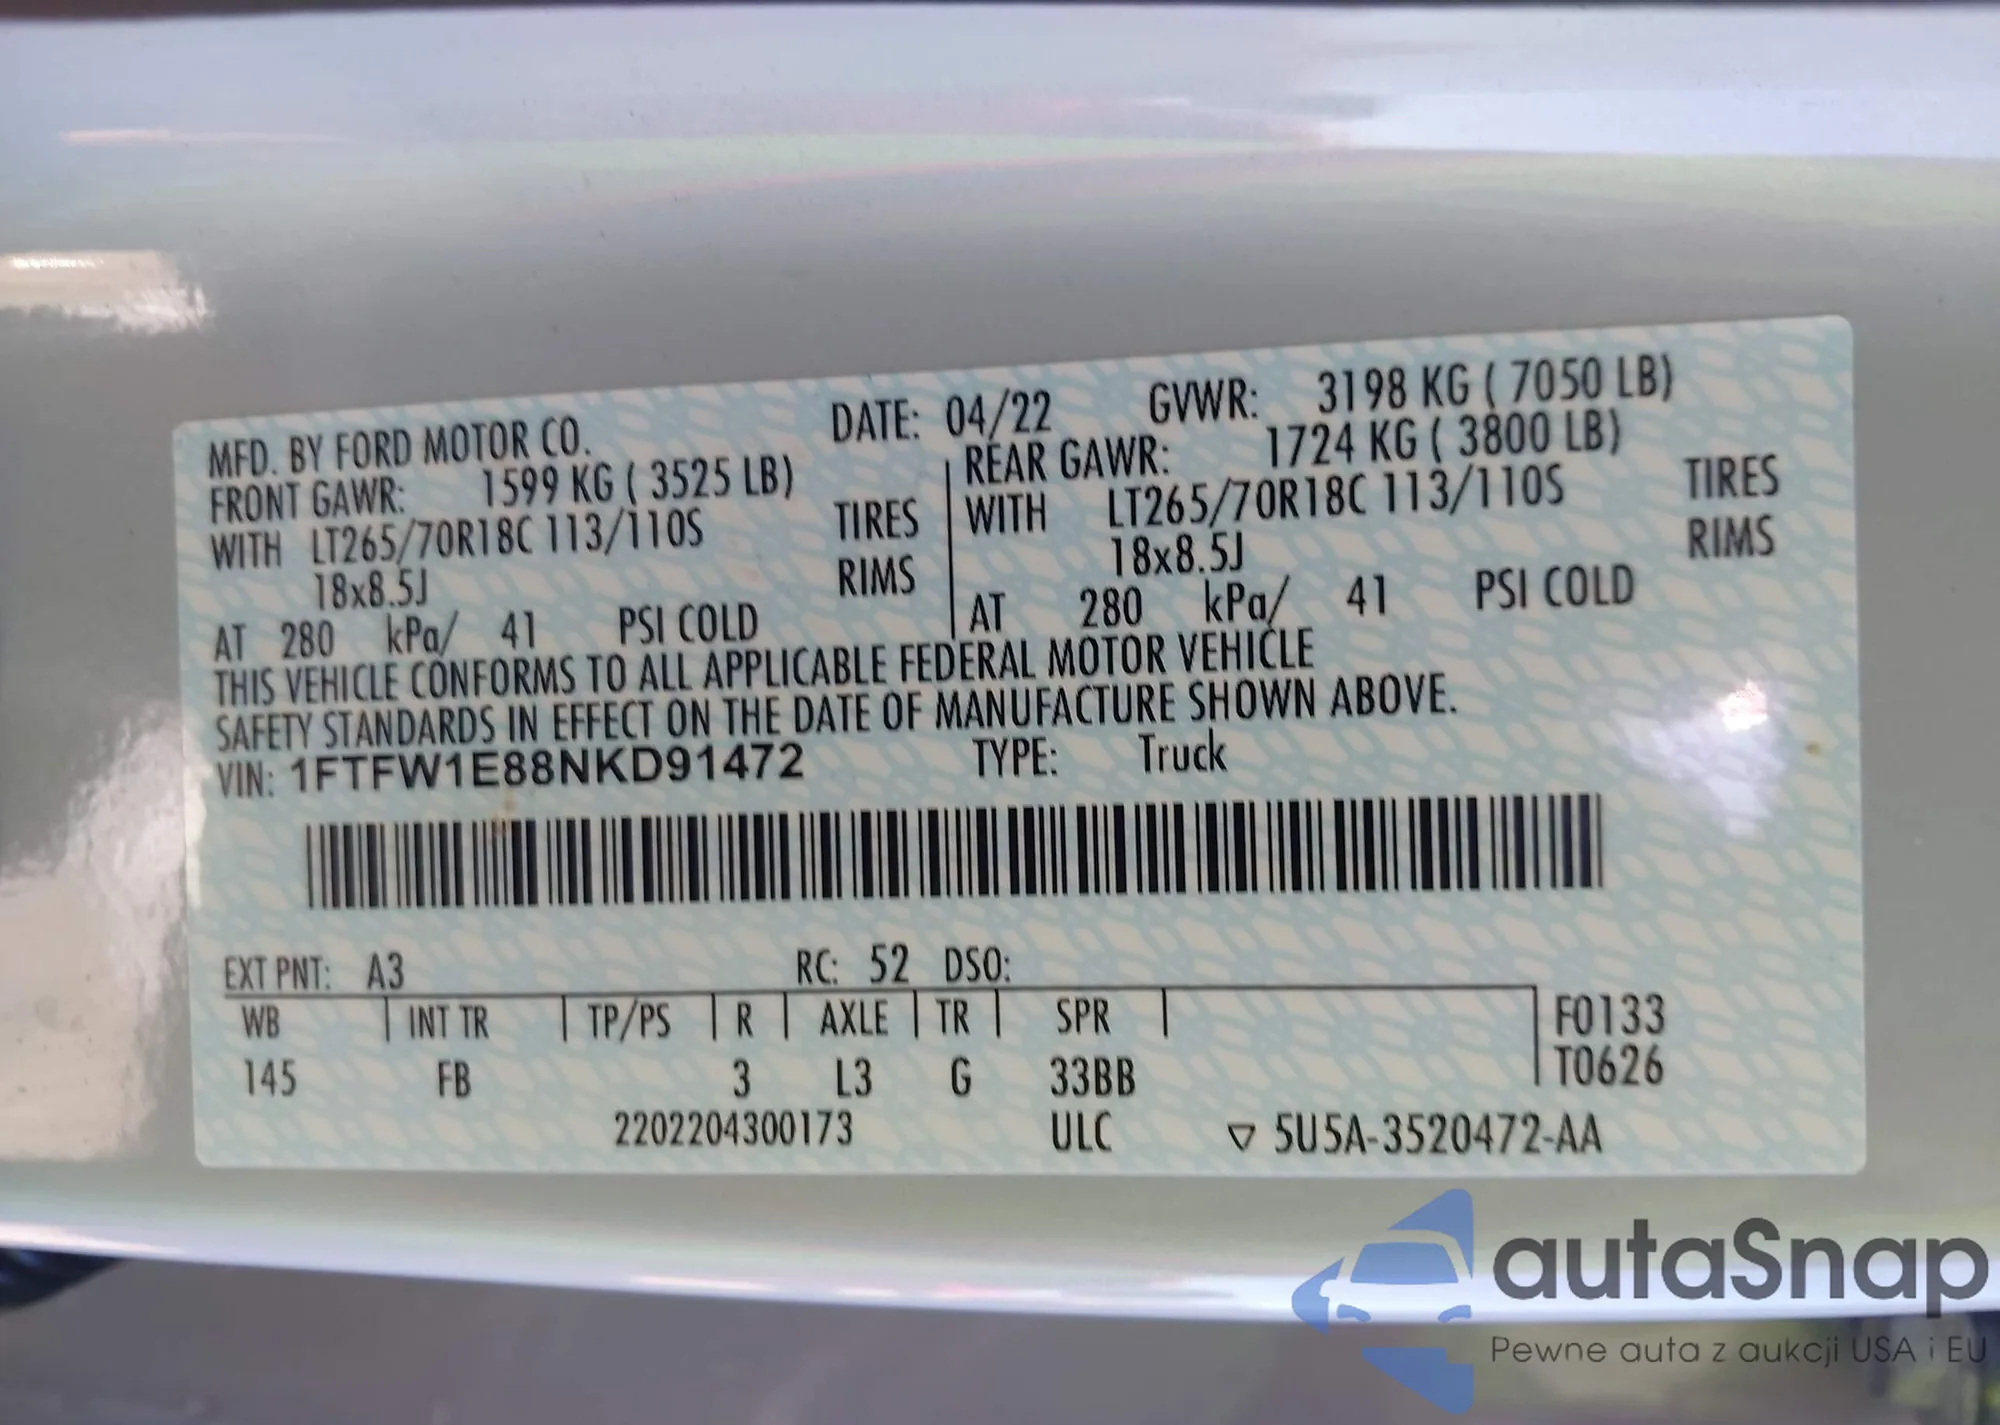 MFD. BY FORD MOTOR CO. DATE: 04/22 GVWR: 3198 KG ( 7050 LB)
FRONT GAWR: 1599 KG ( 3525 LB) REAR GAWR: 1724 KG ( 3800 LB)
WITH LT265/70R18C 113/110S TIRES WITH LT265/70R18C 113/110S TIRES
18x8.5J RIMS 18x8.5J RIMS
AT 280 kPa/ 41 PSI COLD AT 280 kPa/ 41 PSI COLD
THIS VEHICLE CONFORMS TO ALL APPLICABLE FEDERAL MOTOR VEHICLE
SAFETY STANDARDS IN EFFECT ON THE DATE OF MANUFACTURE SHOWN ABOVE.
VIN: 1FTFW1E88NKD91472 TYPE: Truck
EXT PNT: A3 RC: 52 DSO:
WB INT TR TP/PS R AXLE TR SPR F0133
145 FB 3 L3 G 33BB T0626
2202204300173 ULC ▽ 5U5A-3520472-AA
autaSnap
Pewne auta z aukcji USA i EU